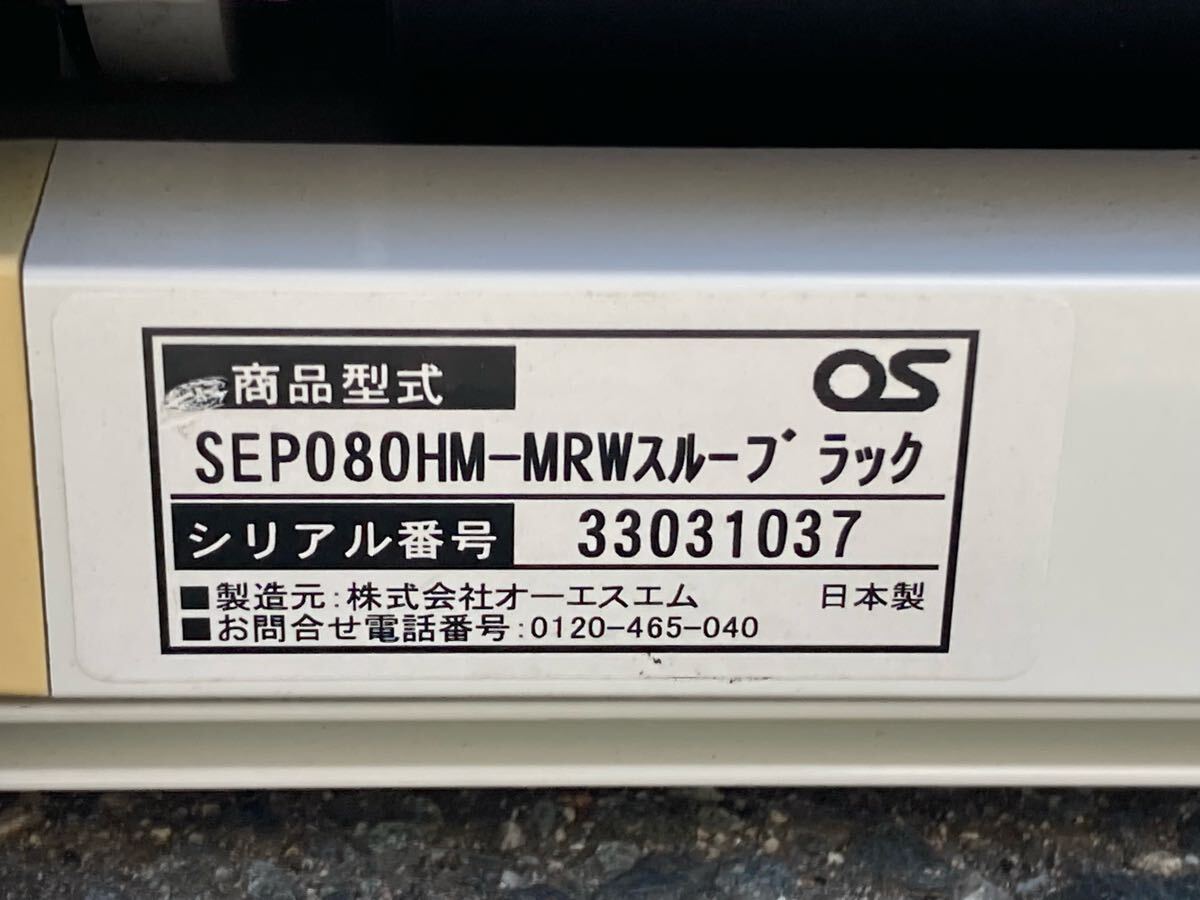 商品型式
OS
SEP080HM-MRWスルーブラック
シリアル番号 33031037
■製造元:株式会社オーエスエム 日本製
■お問合せ電話番号:0120-465-040